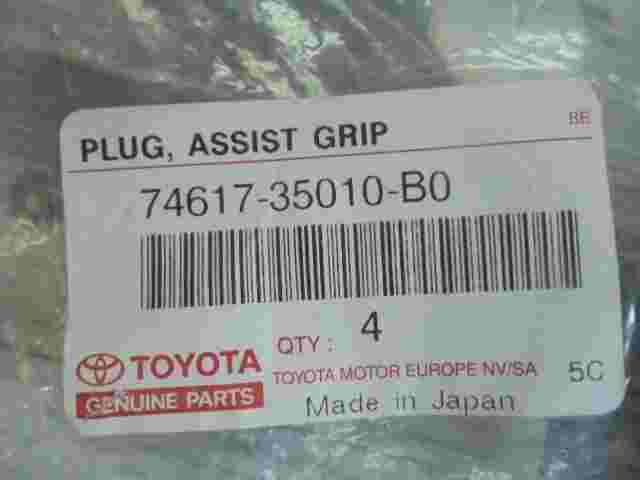 BE
PLUG, ASSIST GRIP
74617-35010-B0
QTY : 4
TOYOTA
GENUINE PARTS
TOYOTA MOTOR EUROPE NV/SA
5C
Made in Japan